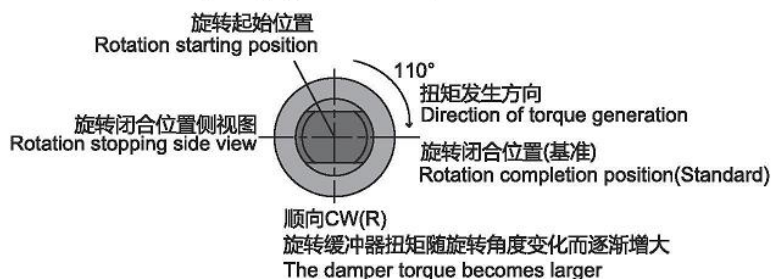 旋转起始位置
Rotation starting position
110°
扭矩发生方向
Direction of torque generation
旋转闭合位置侧视图
Rotation stopping side view
旋转闭合位置(基准)
Rotation completion position(Standard)
顺向CW(R)
旋转缓冲器扭矩随旋转角度变化而逐渐增大
The damper torque becomes larger